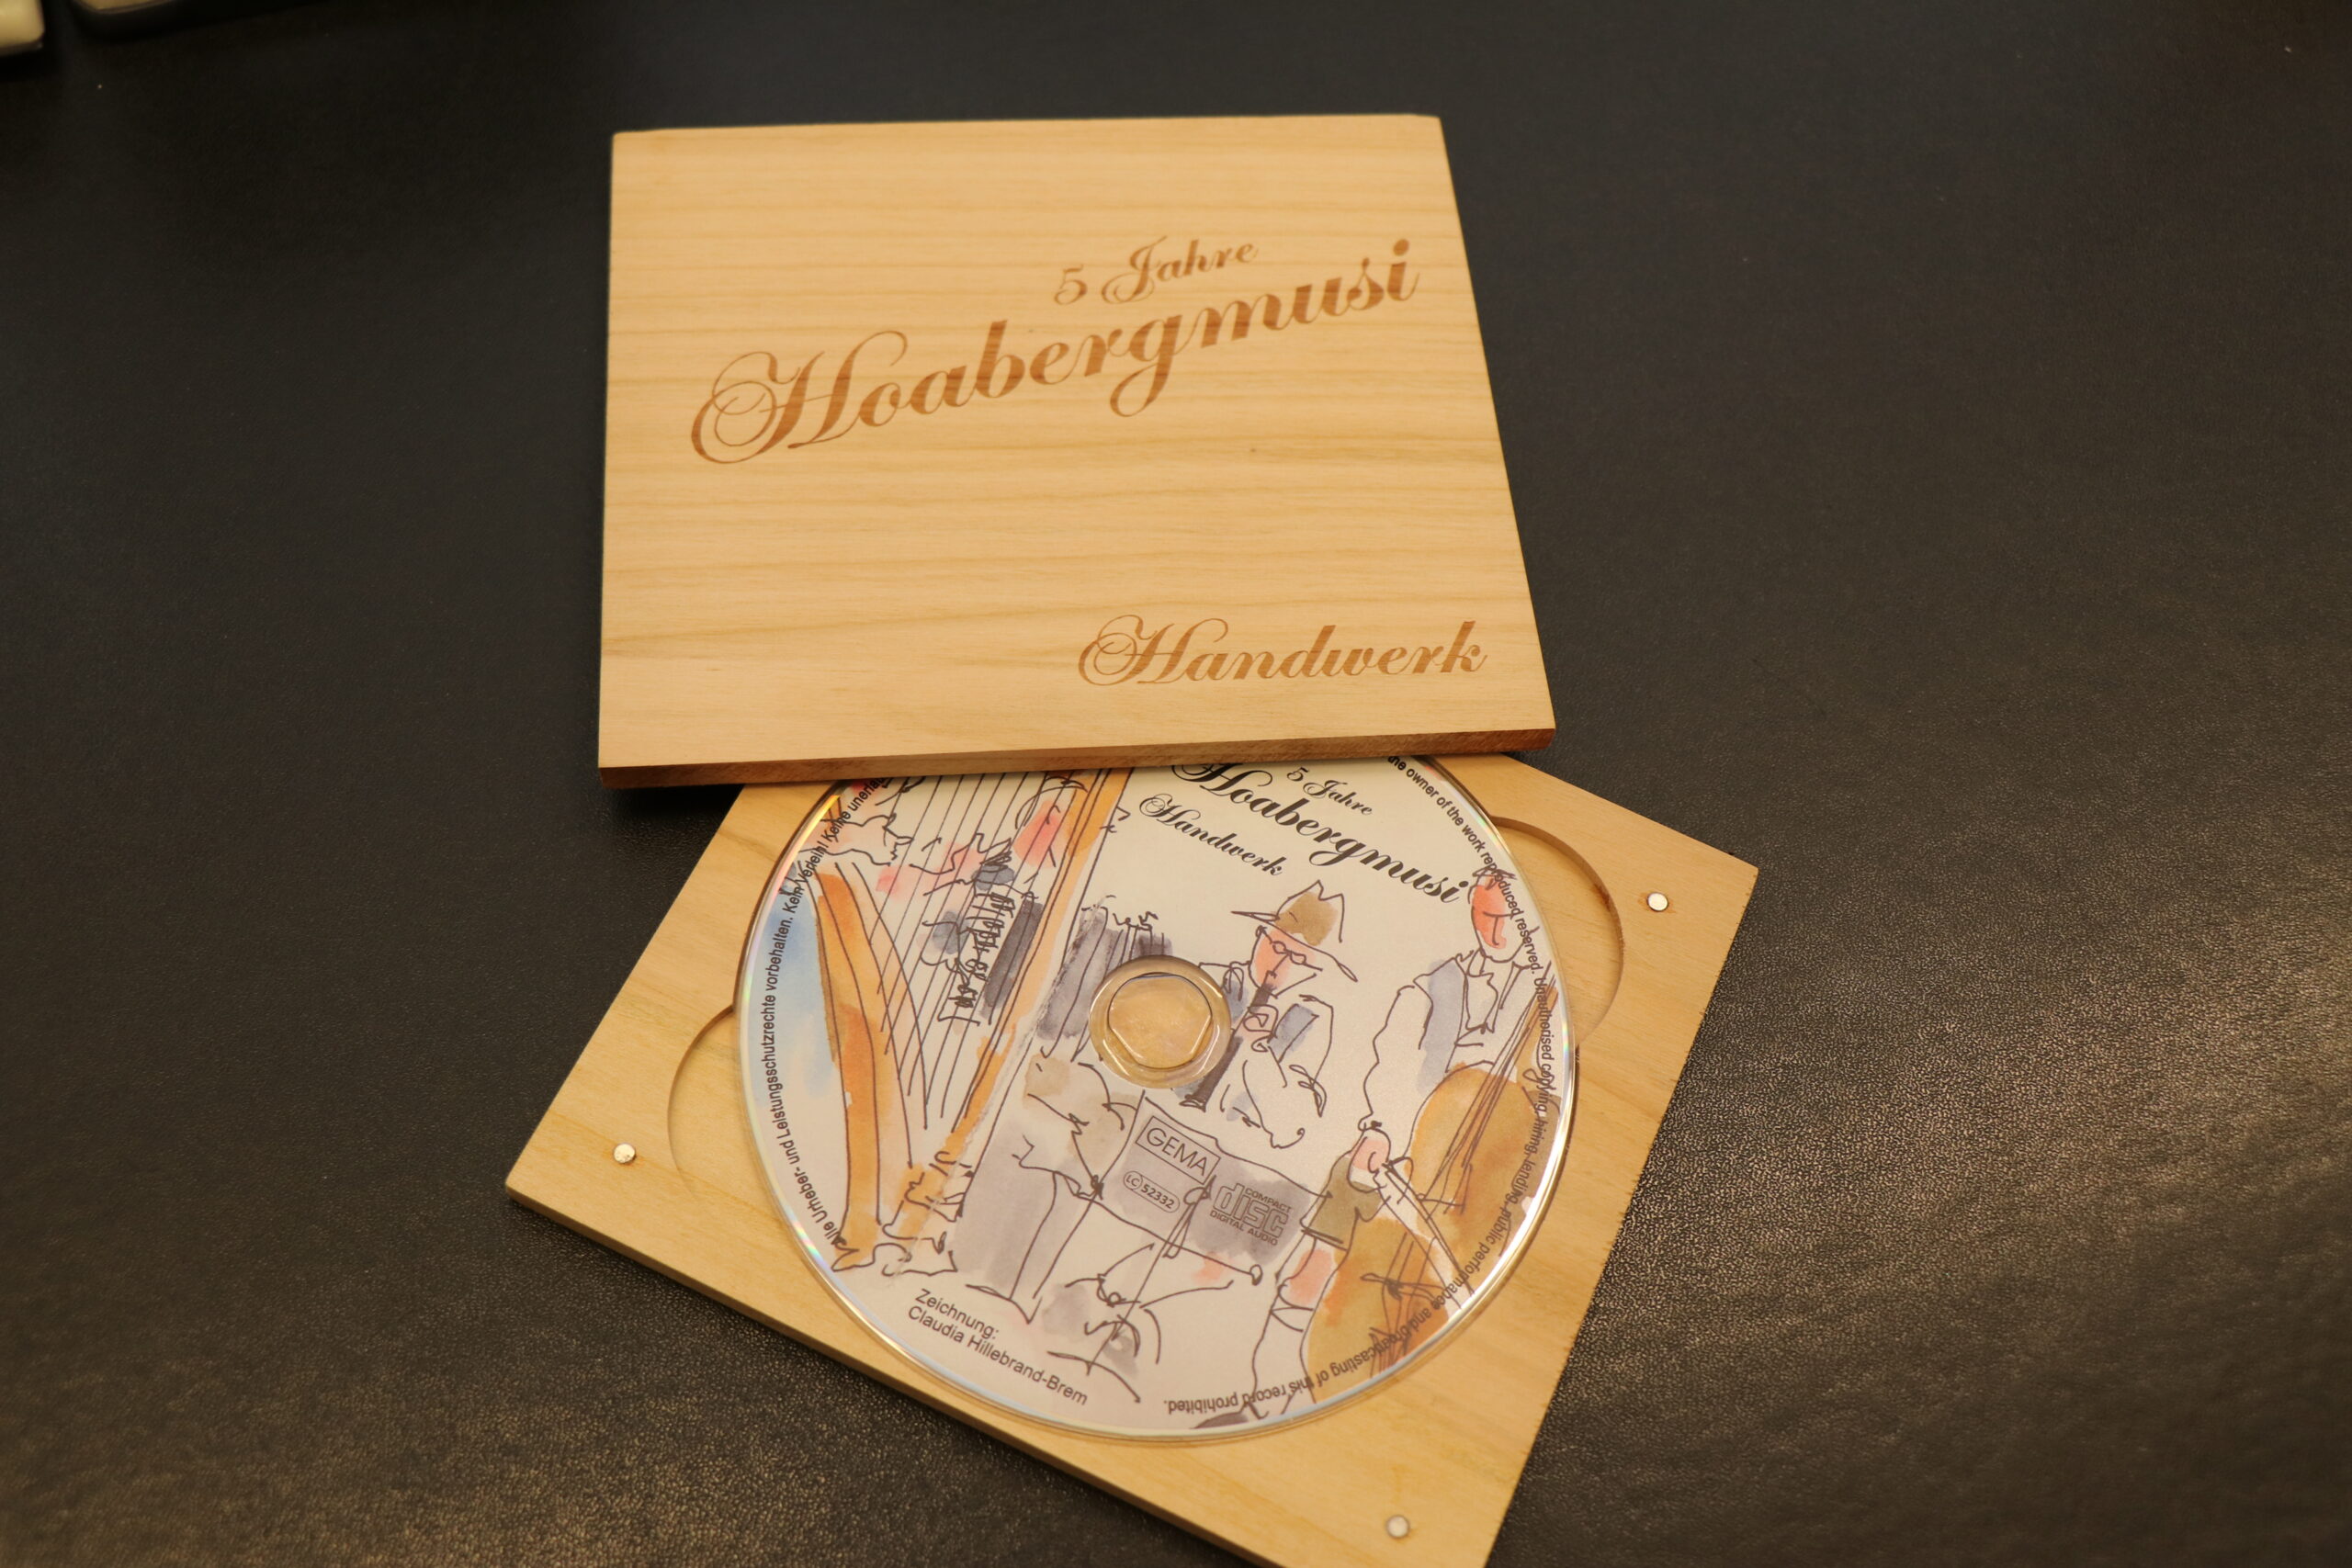 5 Jahre
Hoabergmusi
Handwerk
5 Jahre
Hoabergmusi
Handwerk
GEMA
LC 52332
COMPACT
disc
DIGITAL AUDIO
Zeichnung:
Claudia Hillebrand-Brem
Alle Urheber- und Leistungsschutzrechte vorbehalten. Kein Verleih! Keine
the owner of the work reproduced reserved. Unauthorised copying, hiring, lending, public performance and broadcasting of this record prohibited.